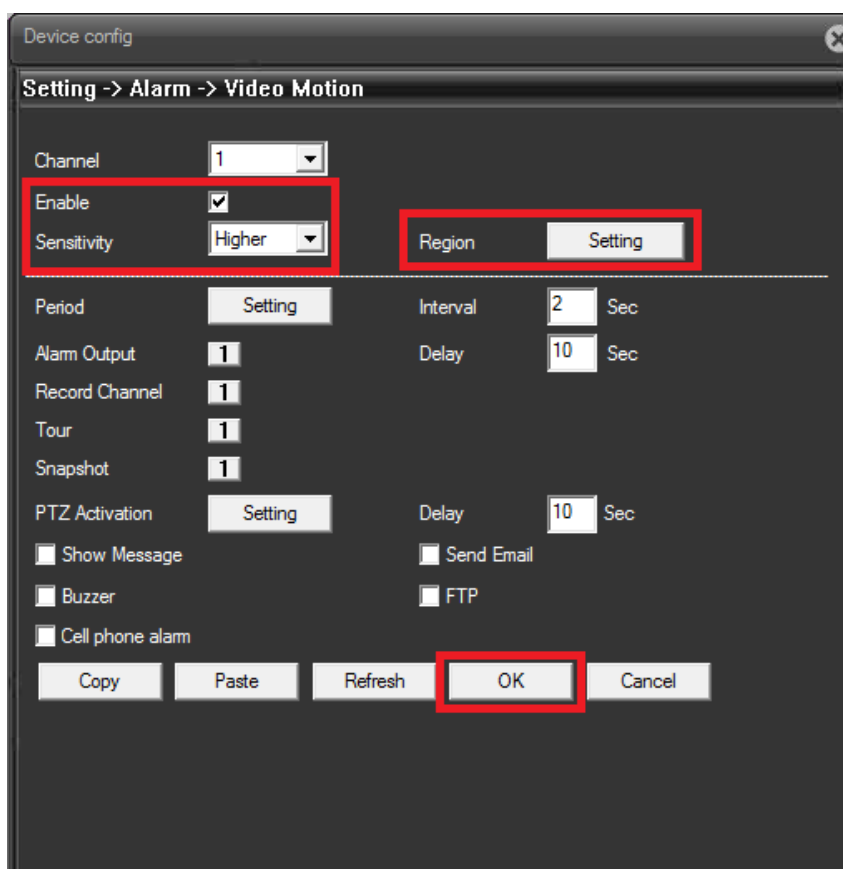 Device config
Setting -> Alarm -> Video Motion
Channel 1
Enable
Sensitivity Higher Region Setting
Period Setting Interval 2 Sec
Alarm Output 1 Delay 10 Sec
Record Channel 1
Tour 1
Snapshot 1
PTZ Activation Setting Delay 10 Sec
Show Message Send Email
Buzzer FTP
Cell phone alarm
Copy Paste Refresh OK Cancel